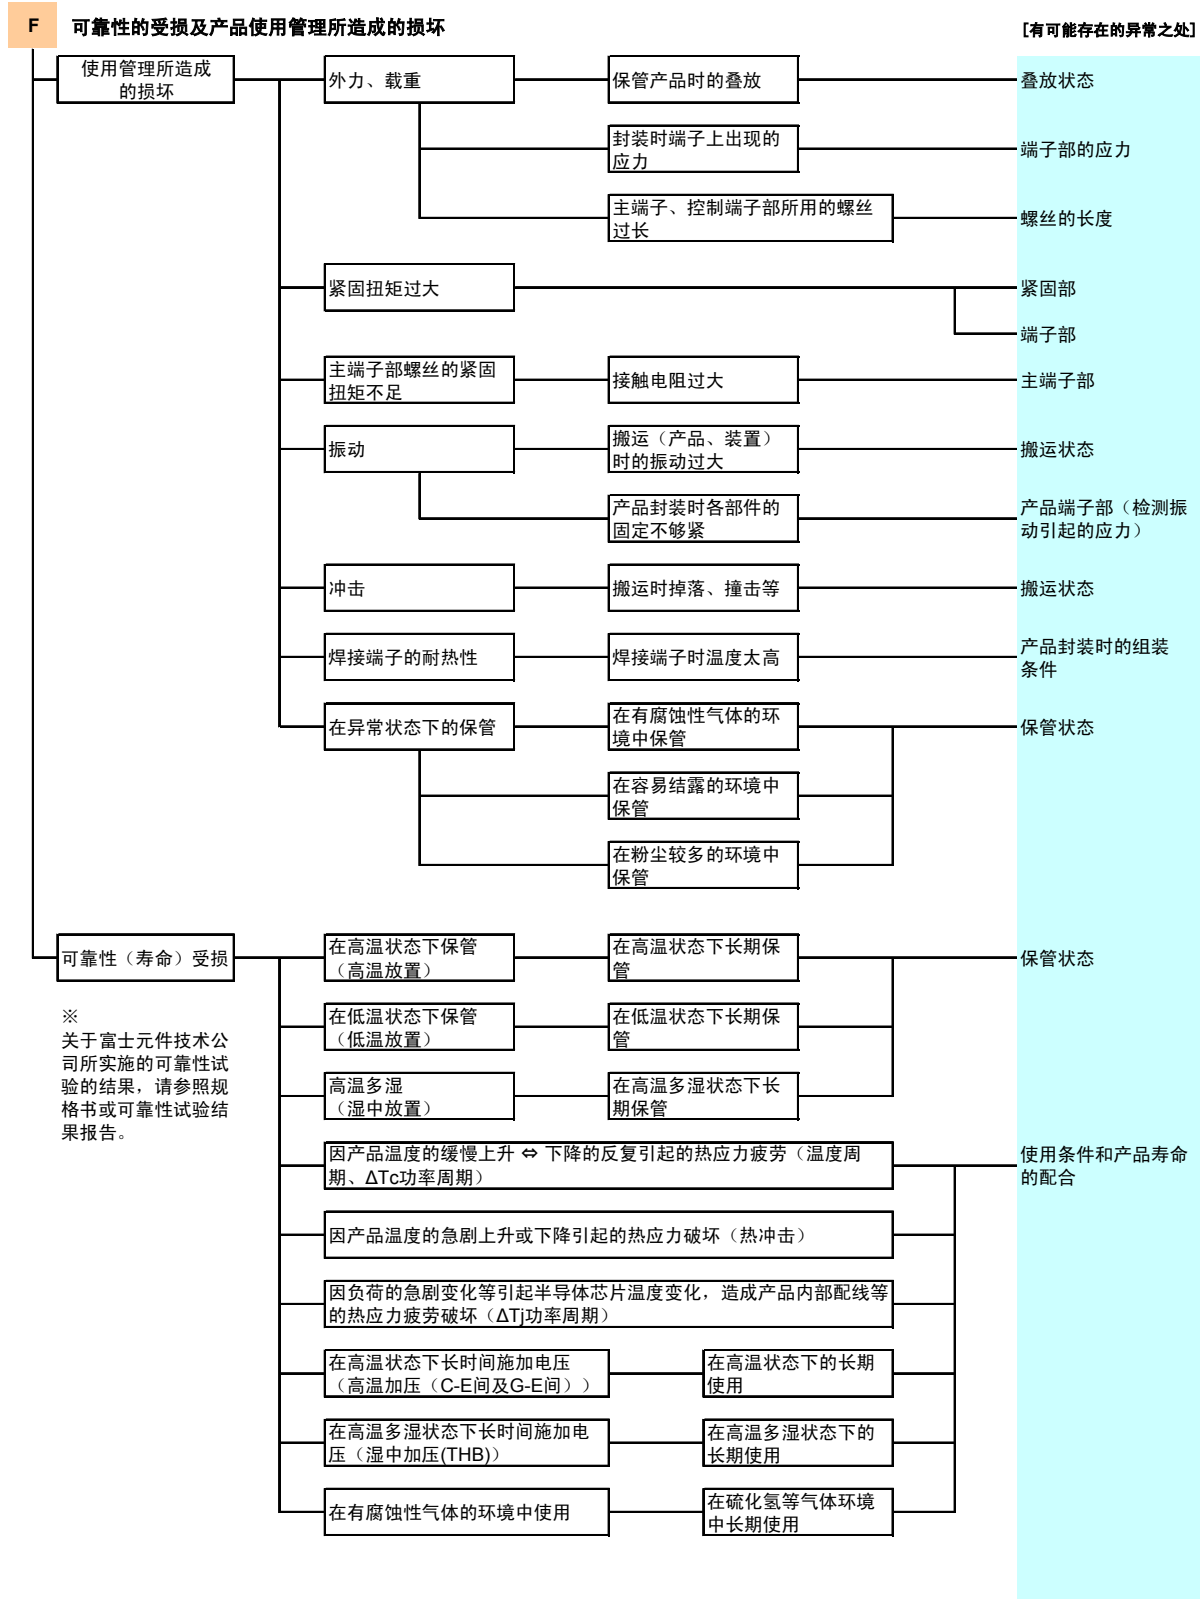 F
可靠性的受损及产品使用管理所造成的损坏
[有可能存在的异常之处]
使用管理所造成
的损坏
外力、载重
保管产品时的叠放
叠放状态
封装时端子上出现的
应力
端子部的应力
主端子、控制端子部所用的螺丝
过长
螺丝的长度
紧固扭矩过大
紧固部
端子部
主端子部螺丝的紧固
扭矩不足
接触电阻过大
主端子部
振动
搬运（产品、装置）
时的振动过大
搬运状态
产品封装时各部件的
固定不够紧
产品端子部（检测振
动引起的应力）
冲击
搬运时掉落、撞击等
搬运状态
焊接端子的耐热性
焊接端子时温度太高
产品封装时的组装
条件
在异常状态下的保管
在有腐蚀性气体的环
境中保管
保管状态
在容易结露的环境中
保管
在粉尘较多的环境中
保管
可靠性（寿命）受损
在高温状态下保管
（高温放置）
在高温状态下长期保
管
保管状态
※
关于富士元件技术公
司所实施的可靠性试
验的结果，请参照规
格书或可靠性试验结
果报告。
在低温状态下保管
（低温放置）
在低温状态下长期保
管
高温多湿
（湿中放置）
在高温多湿状态下长
期保管
因产品温度的缓慢上升 ⇔ 下降的反复引起的热应力疲劳（温度周
期、ΔTc功率周期）
使用条件和产品寿命
的配合
因产品温度的急剧上升或下降引起的热应力破坏（热冲击）
因负荷的急剧变化等引起半导体芯片温度变化，造成产品内部配线等
的热应力疲劳破坏（ΔTj功率周期）
在高温状态下长时间施加电压
（高温加压（C-E间及G-E间））
在高温状态下的长期
使用
在高温多湿状态下长时间施加电
压（湿中加压(THB)）
在高温多湿状态下的
长期使用
在有腐蚀性气体的环境中使用
在硫化氢等气体环境
中长期使用